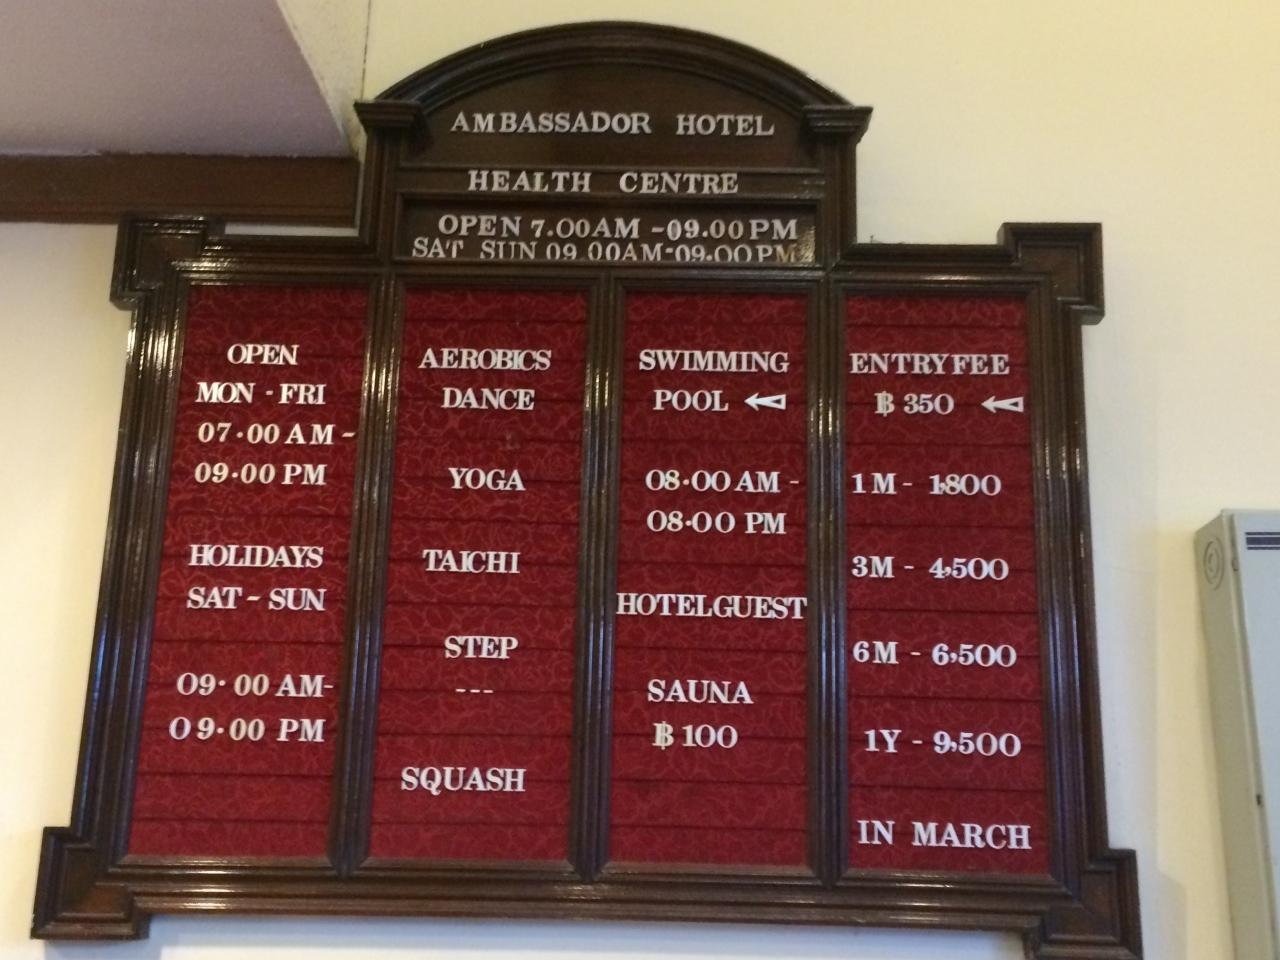 AMBASSADOR HOTEL
HEALTH CENTRE
OPEN 7.00AM -09.00PM
SAT SUN 09.00AM-09.00PM
OPEN
MON - FRI
07.00 AM -
09.00 PM
HOLIDAYS
SAT - SUN
09.00 AM-
09.00 PM
AEROBICS
DANCE
YOGA
TAICHI
STEP
---
SQUASH
SWIMMING
POOL
08.00 AM -
08.00 PM
HOTELGUEST
SAUNA
฿ 100
ENTRYFEE
฿ 350
1M - 1,800
3M - 4,500
6M - 6,500
1Y - 9,500
IN MARCH